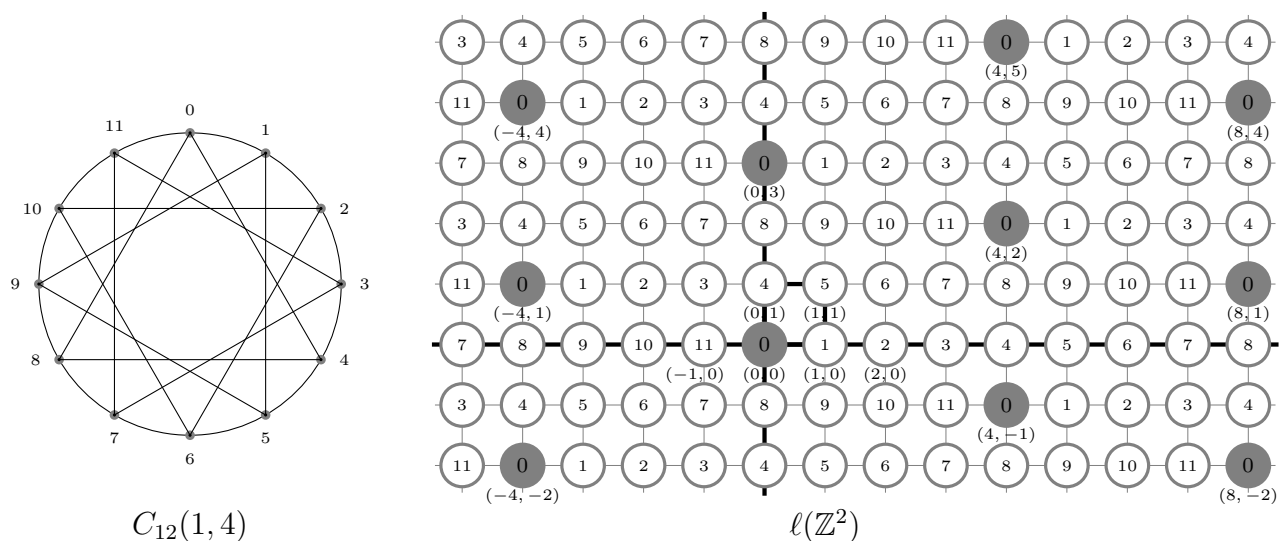 0
11 1
10 2
9 3
8 4
7 5
6
C₁₂(1, 4)
3 4 5 6 7 8 9 10 11 0 1 2 3 4
(4, 5)
11 0 1 2 3 4 5 6 7 8 9 10 11 0
(−4, 4) (8, 4)
7 8 9 10 11 0 1 2 3 4 5 6 7 8
(0, 3)
3 4 5 6 7 8 9 10 11 0 1 2 3 4
(4, 2)
11 0 1 2 3 4 5 6 7 8 9 10 11 0
(−4, 1) (0, 1) (1, 1) (8, 1)
7 8 9 10 11 0 1 2 3 4 5 6 7 8
(−1, 0) (0, 0) (1, 0) (2, 0)
3 4 5 6 7 8 9 10 11 0 1 2 3 4
(4, −1)
11 0 1 2 3 4 5 6 7 8 9 10 11 0
(−4, −2) (8, −2)
ℓ(ℤ²)